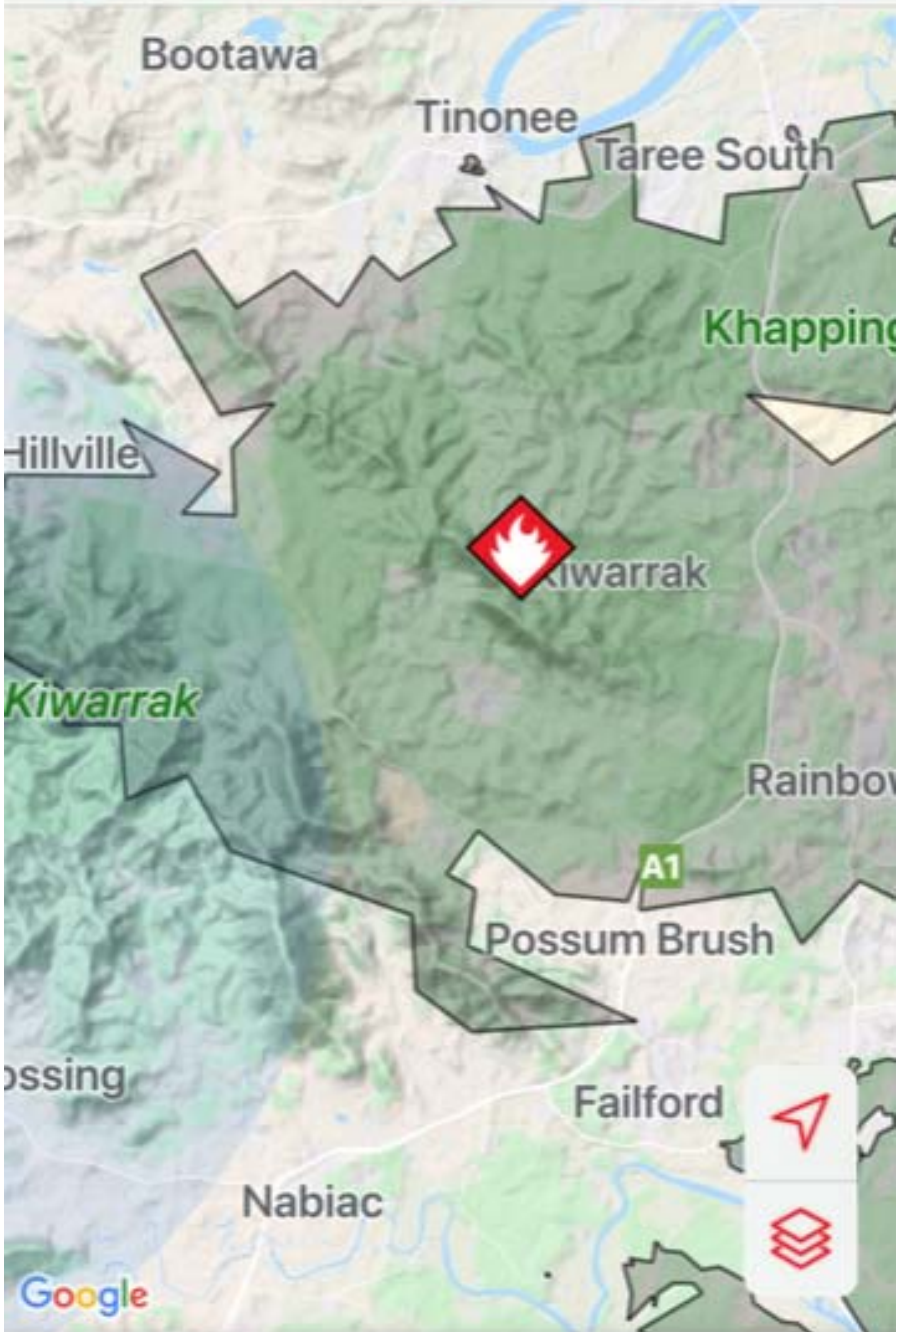 Bootawa
Tinonee
Taree South
Khapping
Hillville
Kiwarrak
Kiwarrak
Rainbow
A1
Possum Brush
ossing
Failford
Nabiac
Google